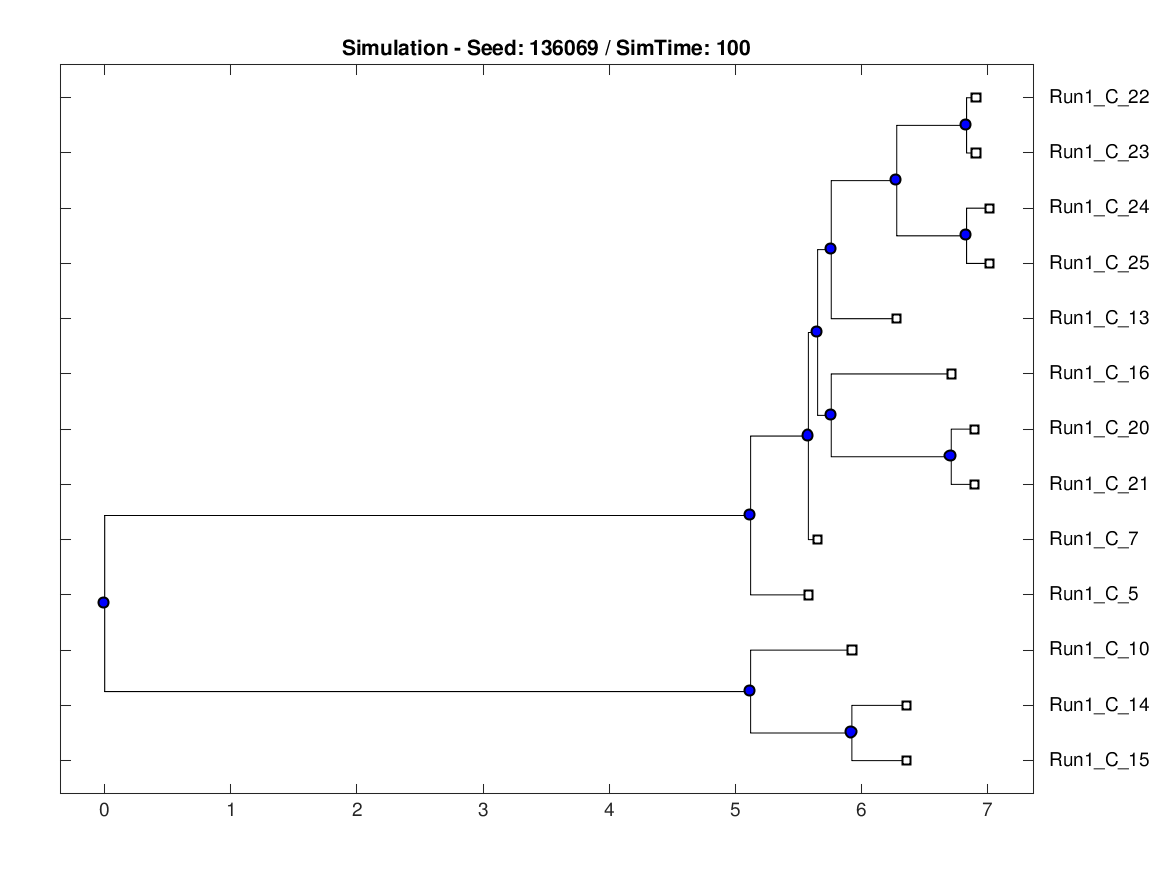 Simulation - Seed: 136069 / SimTime: 100
Run1_C_22
Run1_C_23
Run1_C_24
Run1_C_25
Run1_C_13
Run1_C_16
Run1_C_20
Run1_C_21
Run1_C_7
Run1_C_5
Run1_C_10
Run1_C_14
Run1_C_15
0 1 2 3 4 5 6 7